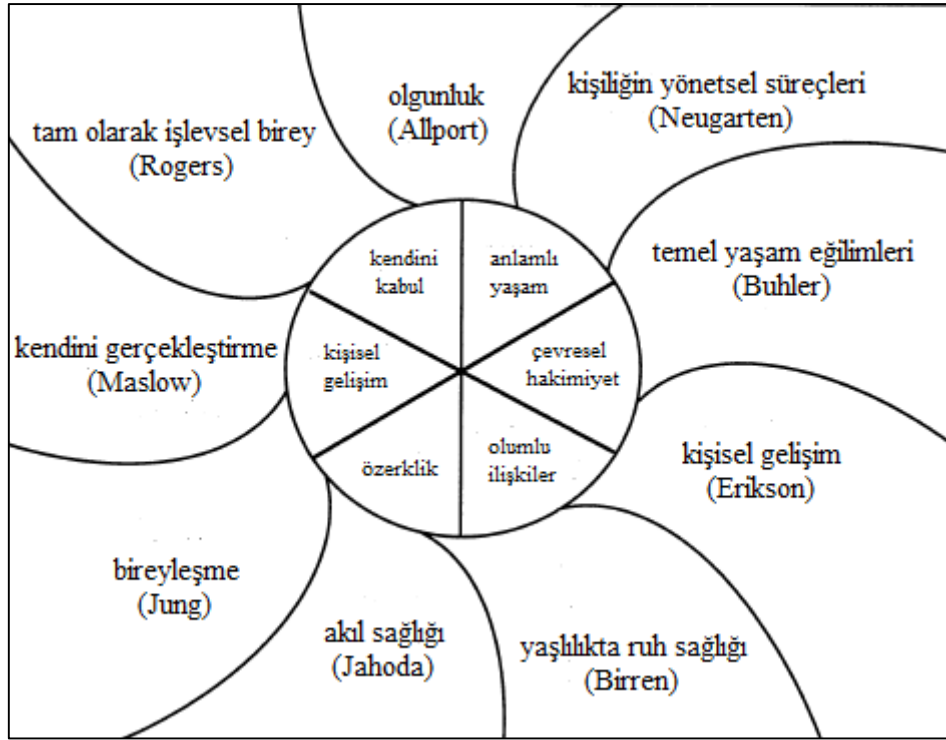 olgunluk
(Allport)
kişiliğin yönetsel süreçleri
(Neugarten)
tam olarak işlevsel birey
(Rogers)
temel yaşam eğilimleri
(Buhler)
kendini
kabul
anlamlı
yaşam
kendini gerçekleştirme
(Maslow)
kişisel
gelişim
çevresel
hakimiyet
özerklik
olumlu
ilişkiler
kişisel gelişim
(Erikson)
bireyleşme
(Jung)
akıl sağlığı
(Jahoda)
yaşlılıkta ruh sağlığı
(Birren)